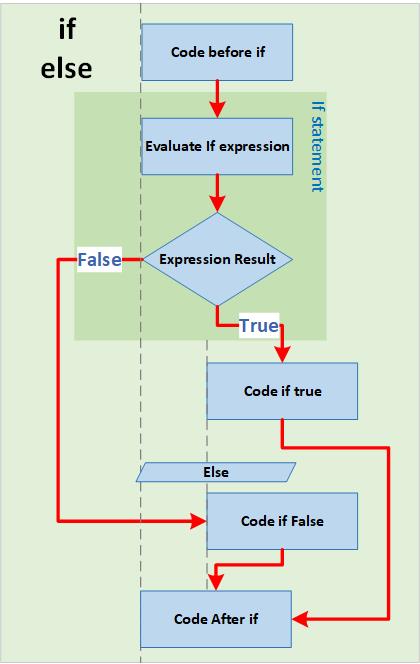 if
else
Code before if
If statement
Evaluate If expression
Expression Result
False
True
Code if true
Else
Code if False
Code After if